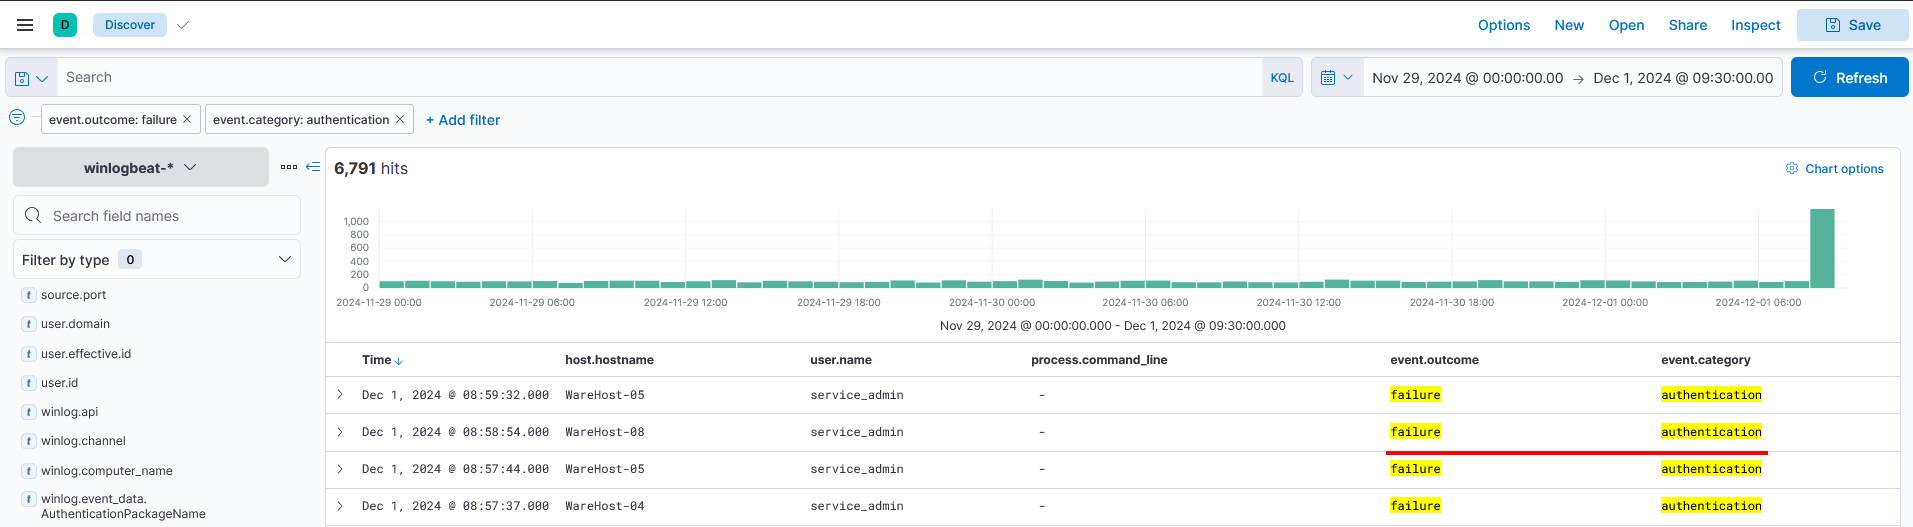 D Discover Options New Open Share Inspect Save
Search KQL Nov 29, 2024 @ 00:00:00.00 → Dec 1, 2024 @ 09:30:00.00 Refresh
event.outcome: failure × event.category: authentication × + Add filter
winlogbeat-*
Search field names
Filter by type 0
source.port
user.domain
user.effective.id
user.id
winlog.api
winlog.channel
winlog.computer_name
winlog.event_data.
AuthenticationPackageName
6,791 hits
Chart options
1,000
800
600
400
200
0
2024-11-29 00:00 2024-11-29 06:00 2024-11-29 12:00 2024-11-29 18:00 2024-11-30 00:00 2024-11-30 06:00 2024-11-30 12:00 2024-11-30 18:00 2024-12-01 00:00 2024-12-01 06:00
Nov 29, 2024 @ 00:00:00.000 - Dec 1, 2024 @ 09:30:00.000
Time ↓ host.hostname user.name process.command_line event.outcome event.category
Dec 1, 2024 @ 08:59:32.000 WareHost-05 service_admin - failure authentication
Dec 1, 2024 @ 08:58:54.000 WareHost-08 service_admin - failure authentication
Dec 1, 2024 @ 08:57:44.000 WareHost-05 service_admin - failure authentication
Dec 1, 2024 @ 08:57:37.000 WareHost-04 service_admin - failure authentication